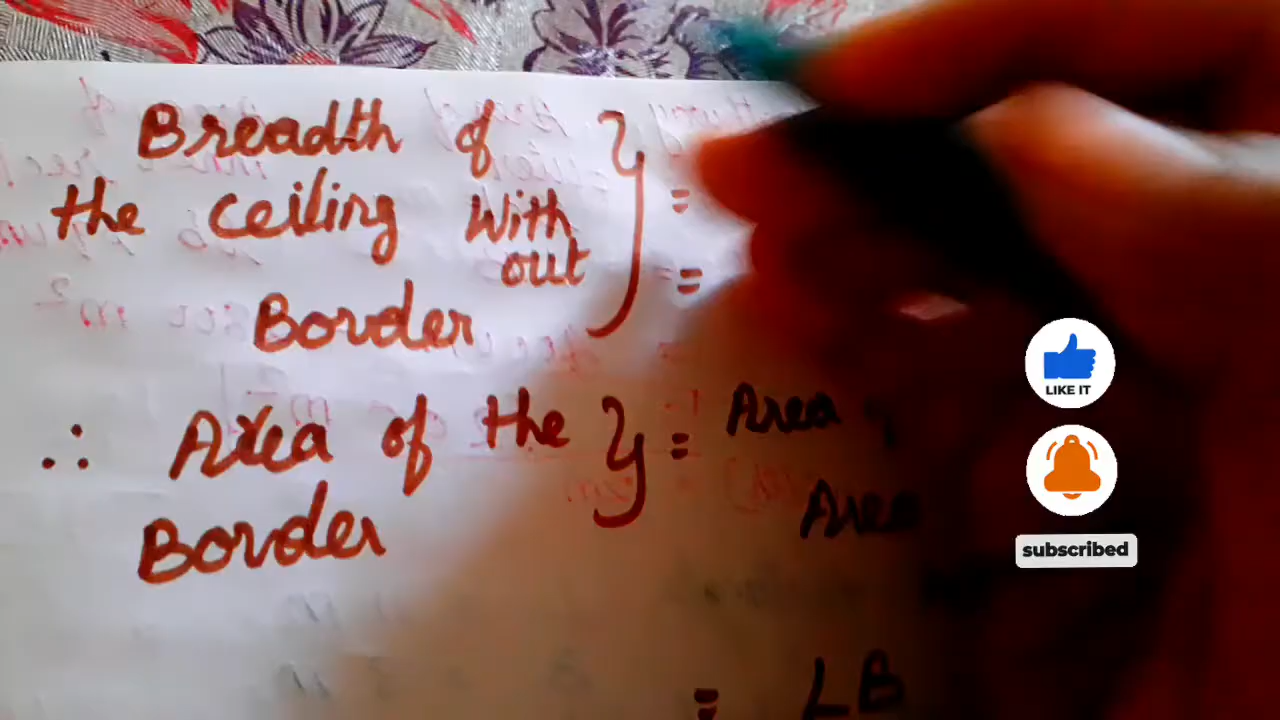 Breadth of
the ceiling with } =
out =
Border
∴ Area of the } = Area
Border Area
= LB
LIKE IT
subscribed